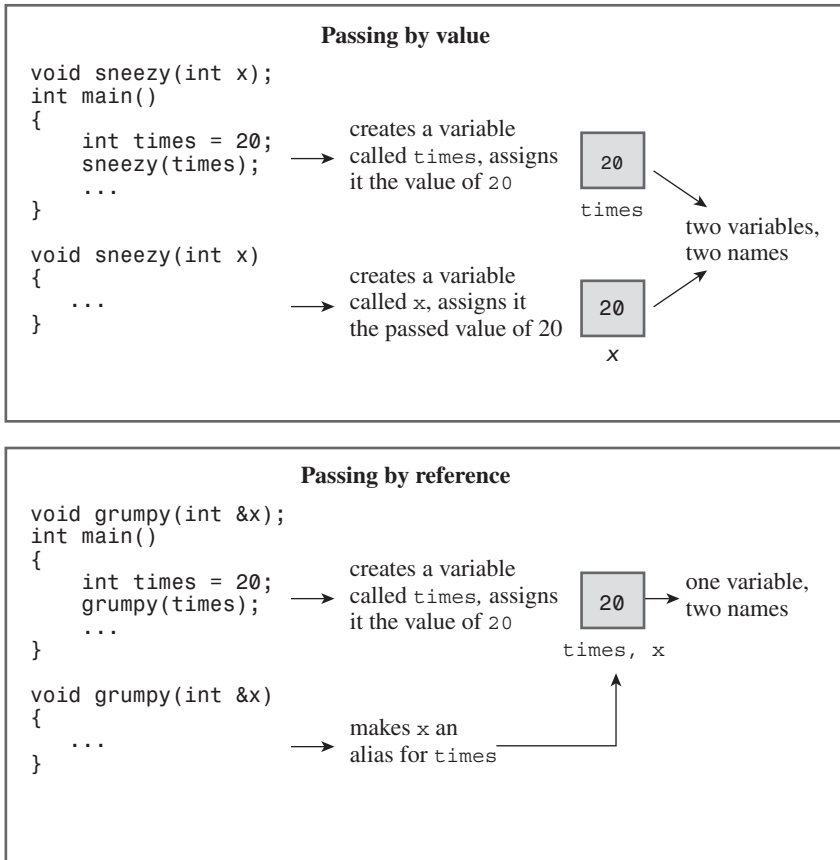 Passing by value
void sneezy(int x);
int main()
{
    int times = 20;
    sneezy(times);
    ...
}
creates a variable
called times, assigns
it the value of 20
20
times
two variables,
two names
void sneezy(int x)
{
   ...
}
creates a variable
called x, assigns it
the passed value of 20
20
x
Passing by reference
void grumpy(int &x);
int main()
{
    int times = 20;
    grumpy(times);
    ...
}
creates a variable
called times, assigns
it the value of 20
20
times, x
one variable,
two names
void grumpy(int &x)
{
   ...
}
makes x an
alias for times